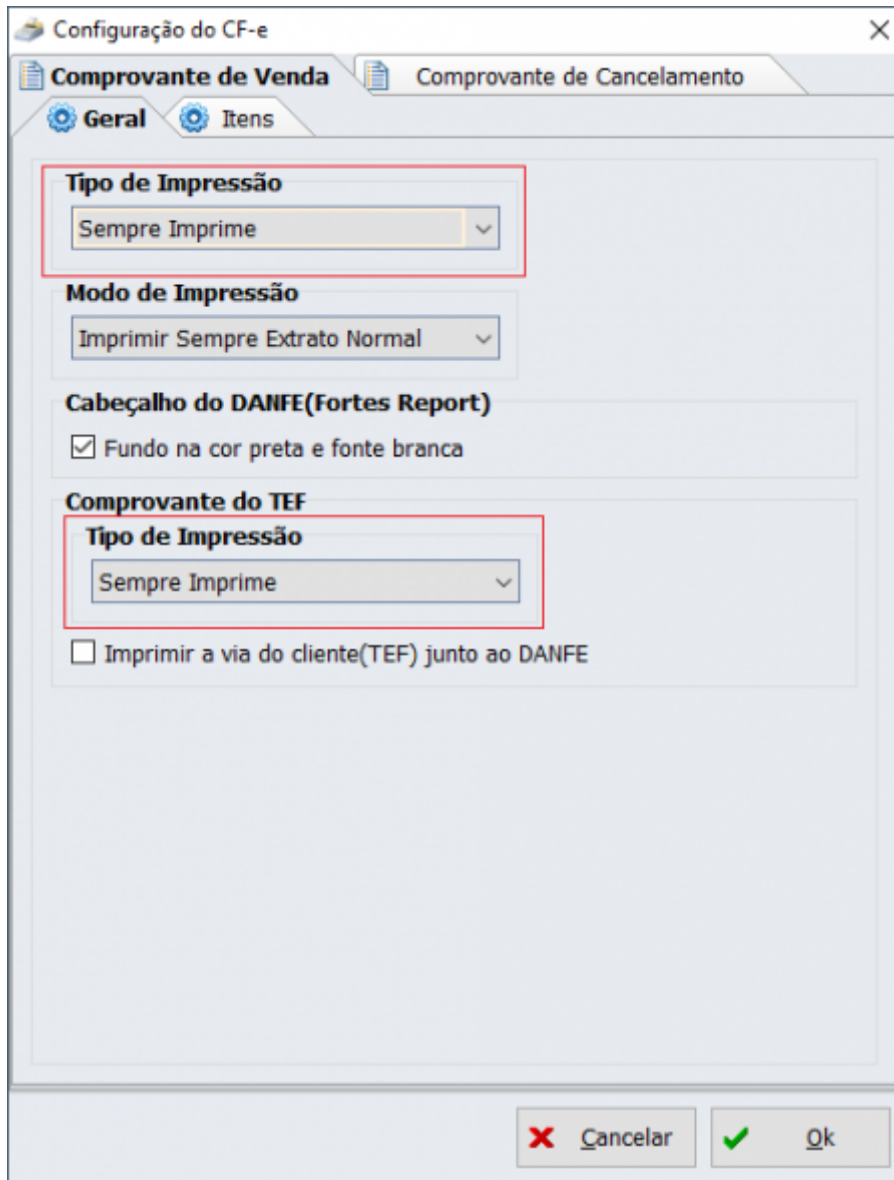 Configuração do CF-e
Comprovante de Venda Comprovante de Cancelamento
Geral Itens
Tipo de Impressão
Sempre Imprime
Modo de Impressão
Imprimir Sempre Extrato Normal
Cabeçalho do DANFE(Fortes Report)
Fundo na cor preta e fonte branca
Comprovante do TEF
Tipo de Impressão
Sempre Imprime
Imprimir a via do cliente(TEF) junto ao DANFE
Cancelar Ok